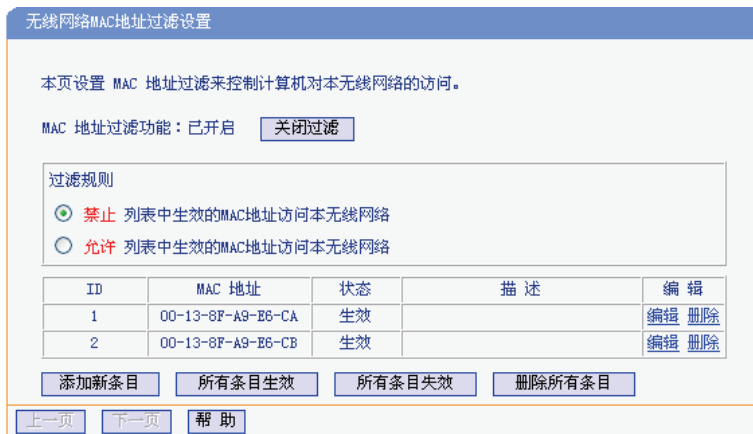 无线网络MAC地址过滤设置
本页设置 MAC 地址过滤来控制计算机对本无线网络的访问。
MAC 地址过滤功能：已开启 关闭过滤
过滤规则
禁止 列表中生效的MAC地址访问本无线网络
允许 列表中生效的MAC地址访问本无线网络
ID MAC 地址 状态 描 述 编 辑
1 00-13-8F-A9-E6-CA 生效 编辑 删除
2 00-13-8F-A9-E6-CB 生效 编辑 删除
添加新条目 所有条目生效 所有条目失效 删除所有条目
上一页 下一页 帮 助